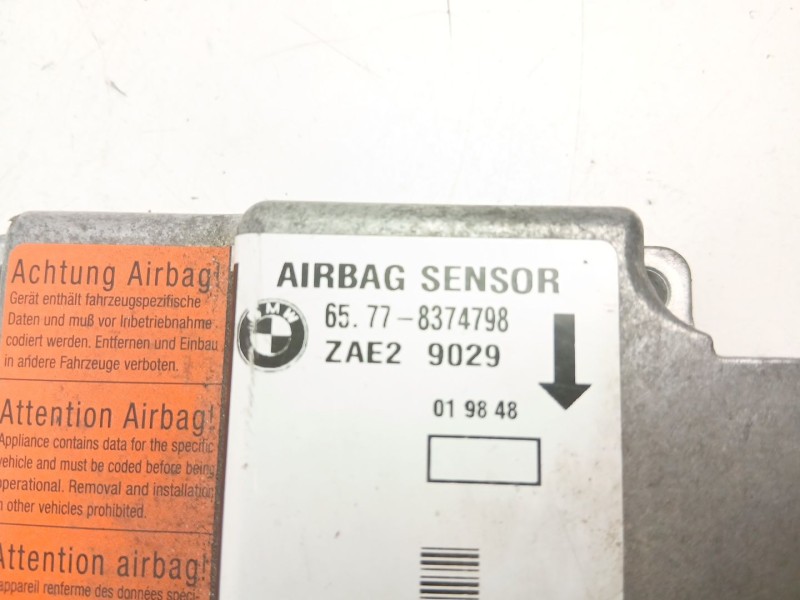 Achtung Airbag!
Gerät enthält fahrzeugspezifische
Daten und muß vor Inbetriebnahme
codiert werden. Entfernen und Einbau
in andere Fahrzeuge verboten.
Attention Airbag!
Appliance contains data for the specific
vehicle and must be coded before being
operational. Removal and installation
in other vehicles prohibited.
Attention airbag!
appareil renferme des données spéci-
AIRBAG SENSOR
BMW
65.77-8374798
ZAE2 9029
01 98 48